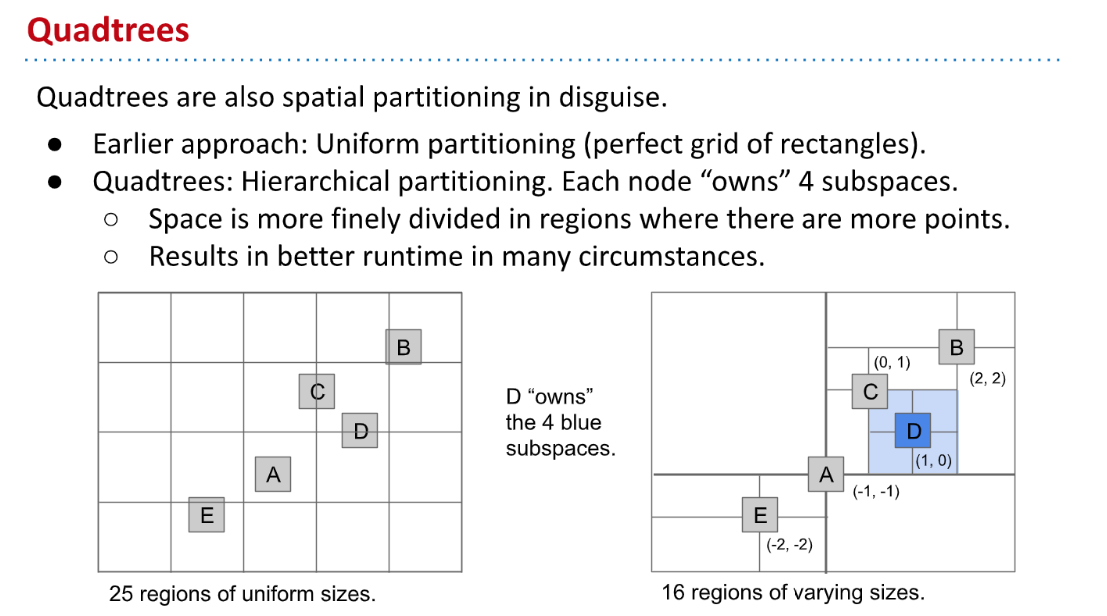 Quadtrees
Quadtrees are also spatial partitioning in disguise.
● Earlier approach: Uniform partitioning (perfect grid of rectangles).
● Quadtrees: Hierarchical partitioning. Each node “owns” 4 subspaces.
○ Space is more finely divided in regions where there are more points.
○ Results in better runtime in many circumstances.
B
C
D
A
E
25 regions of uniform sizes.
D “owns”
the 4 blue
subspaces.
B
(0, 1)
(2, 2)
C
D
(1, 0)
A
(-1, -1)
E
(-2, -2)
16 regions of varying sizes.